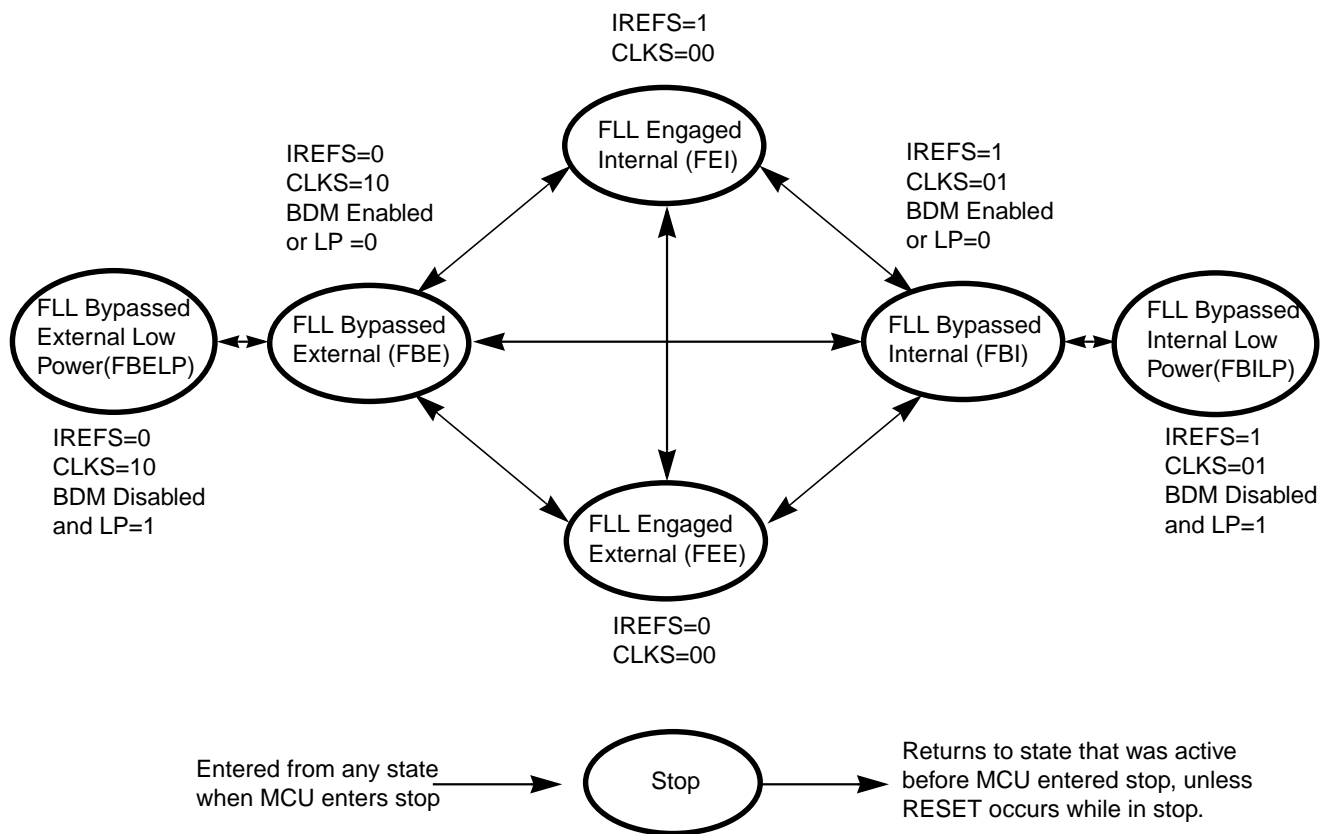 IREFS=1
CLKS=00
FLL Engaged
Internal (FEI)
IREFS=0
CLKS=10
BDM Enabled
or LP =0
IREFS=1
CLKS=01
BDM Enabled
or LP=0
FLL Bypassed
External Low
Power(FBELP)
FLL Bypassed
External (FBE)
FLL Bypassed
Internal (FBI)
FLL Bypassed
Internal Low
Power(FBILP)
IREFS=0
CLKS=10
BDM Disabled
and LP=1
IREFS=1
CLKS=01
BDM Disabled
and LP=1
FLL Engaged
External (FEE)
IREFS=0
CLKS=00
Entered from any state
when MCU enters stop
Stop
Returns to state that was active
before MCU entered stop, unless
RESET occurs while in stop.